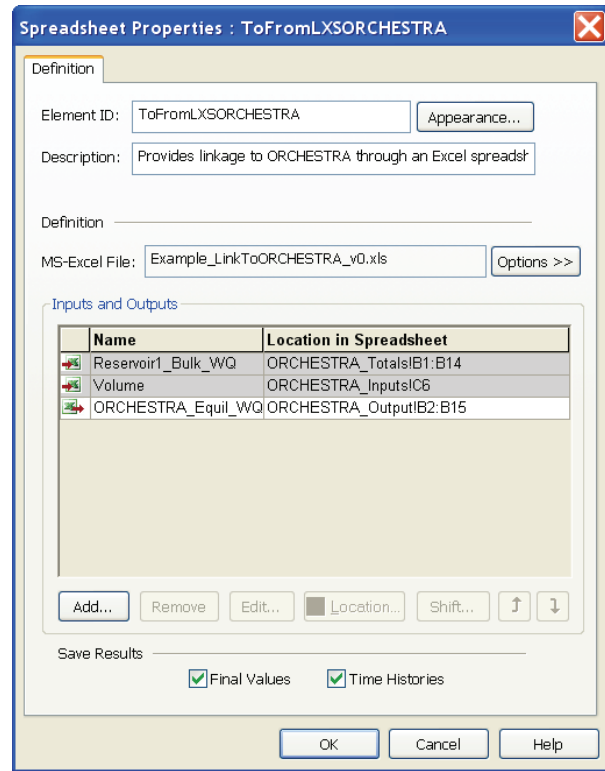 Spreadsheet Properties : ToFromLXSORCHESTRA
Definition
Element ID: ToFromLXSORCHESTRA Appearance...
Description: Provides linkage to ORCHESTRA through an Excel spreadsh
Definition
MS-Excel File: Example_LinkToORCHESTRA_v0.xls Options >>
Inputs and Outputs
Name Location in Spreadsheet
Reservoir1_Bulk_WQ ORCHESTRA_Totals!B1:B14
Volume ORCHESTRA_Inputs!C6
ORCHESTRA_Equil_WQ ORCHESTRA_Output!B2:B15
Add... Remove Edit... Location... Shift...
Save Results
Final Values Time Histories
OK Cancel Help